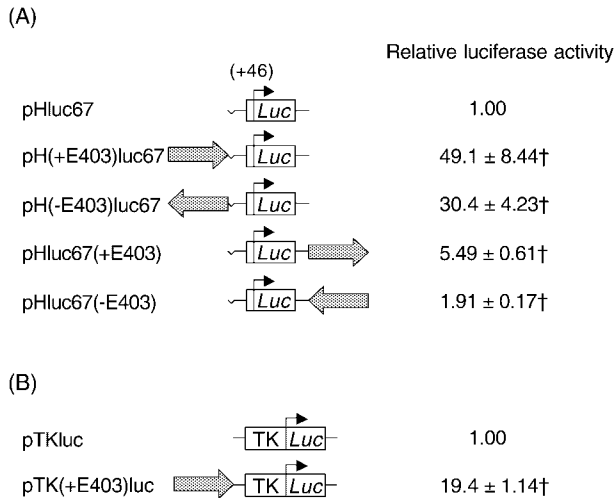 (A)
Relative luciferase activity
(+46)
pHluc67 Luc 1.00
pH(+E403)luc67 Luc 49.1 ± 8.44†
pH(-E403)luc67 Luc 30.4 ± 4.23†
pHluc67(+E403) Luc 5.49 ± 0.61†
pHluc67(-E403) Luc 1.91 ± 0.17†
(B)
pTKluc TK Luc 1.00
pTK(+E403)luc TK Luc 19.4 ± 1.14†